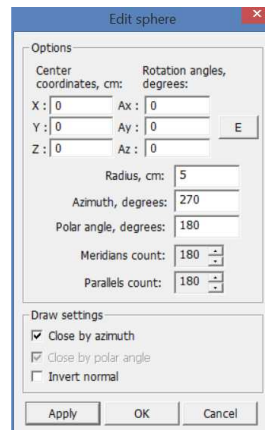 Edit sphere
Options
Center coordinates, cm:
Rotation angles, degrees:
X : 0 Ax : 0
Y : 0 Ay : 0 E
Z : 0 Az : 0
Radius, cm: 5
Azimuth, degrees: 270
Polar angle, degrees: 180
Meridians count: 180
Parallels count: 180
Draw settings
Close by azimuth
Close by polar angle
Invert normal
Apply OK Cancel